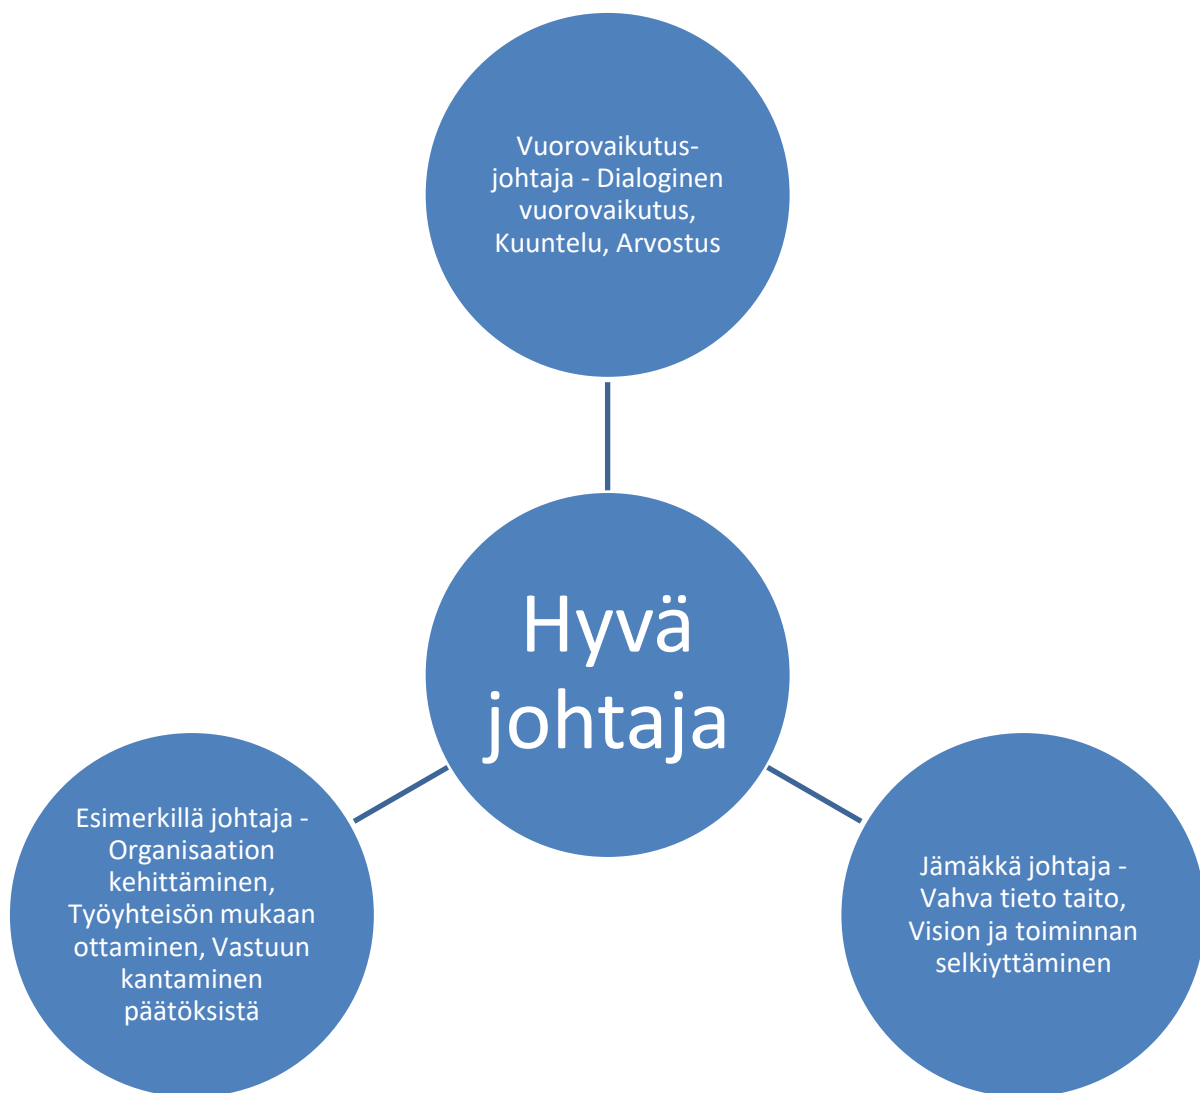 Vuorovaikutus-
johtaja - Dialoginen
vuorovaikutus,
Kuuntelu, Arvostus
Hyvä
johtaja
Esimerkillä johtaja -
Organisaation
kehittäminen,
Työyhteisön mukaan
ottaminen, Vastuun
kantaminen
päätöksistä
Jämäkkä johtaja -
Vahva tieto taito,
Vision ja toiminnan
selkiyttäminen